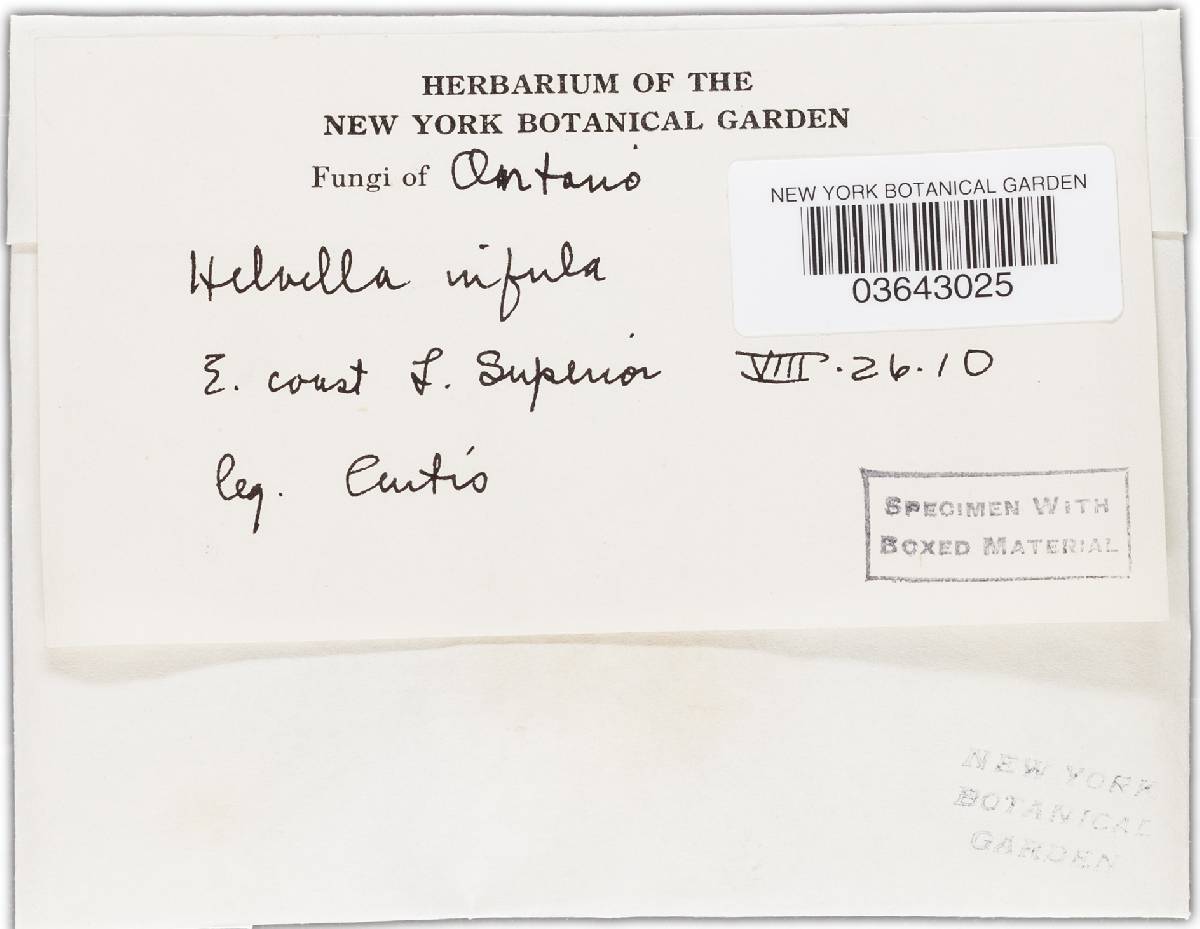 HERBARIUM OF THE
NEW YORK BOTANICAL GARDEN
Fungi of Ontario
NEW YORK BOTANICAL GARDEN
03643025
Helvella infula
E. coast L. Superior VIII.26.10
leg. Curtis
SPECIMEN WITH
BOXED MATERIAL
NEW YORK
BOTANICAL
GARDEN